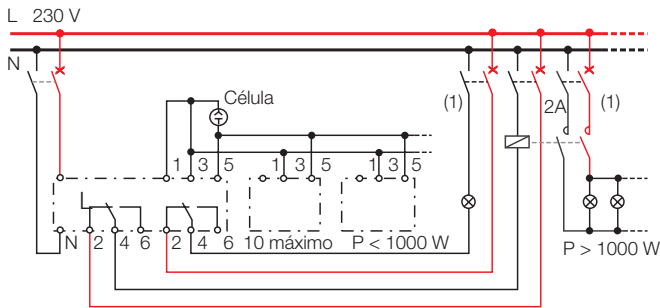 L 230 V
N
Célula
(1)
2A
(1)
1 3 5
1 3 5
1 3 5
L
N 2 4 6 2 4 6
10 máximo
P < 1000 W
P > 1000 W